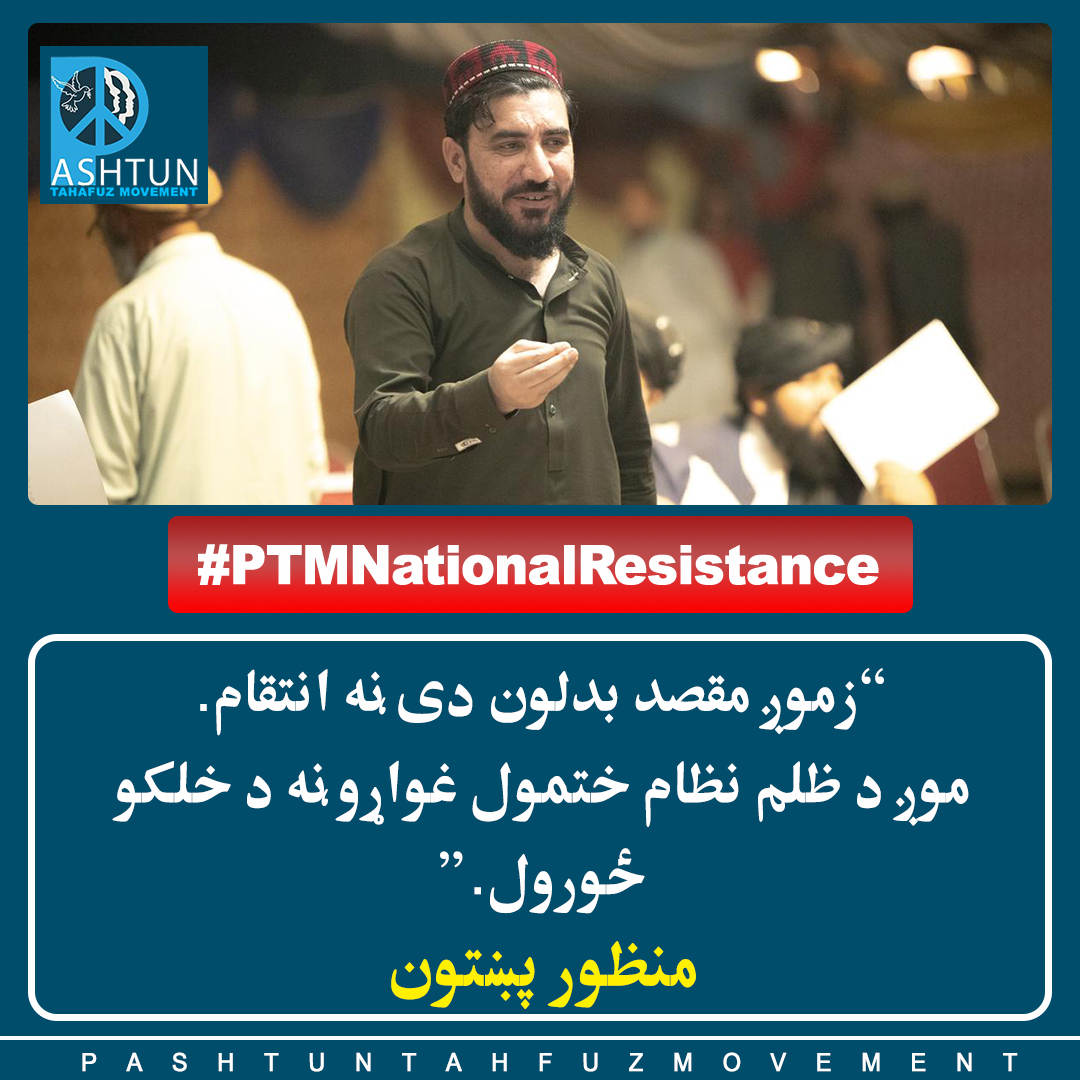 ASHTUN
TAHAFUZ MOVEMENT
#PTMNationalResistance
“زموږ مقصد بدلون دی نه انتقام.
موږ د ظلم نظام ختمول غواړو نه د خلکو
ځورول.”
منظور پښتون
PASHTUNTAHFUZMOVEMENT